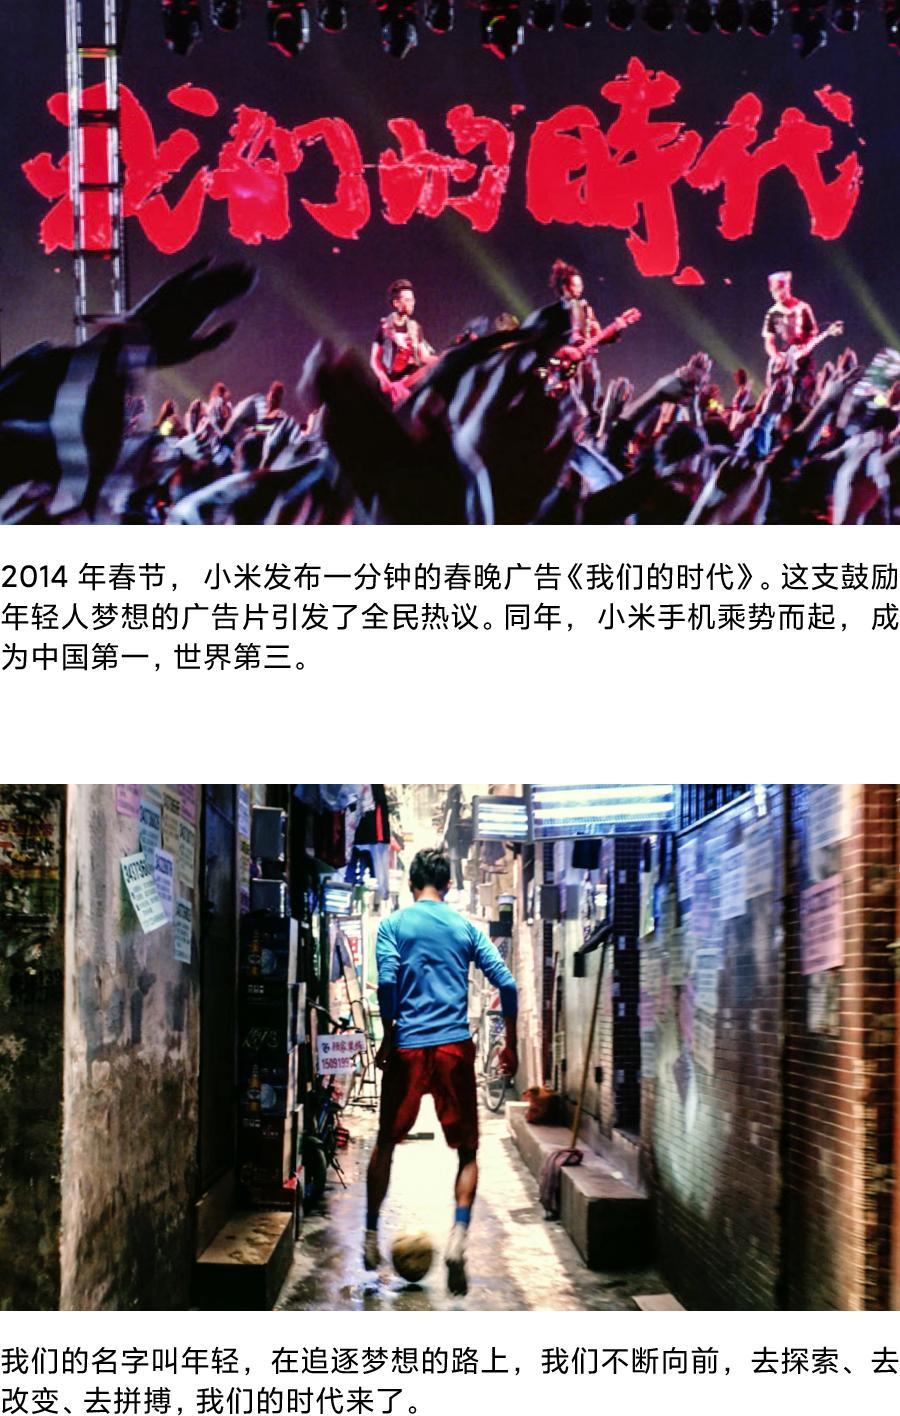 我们的時代
2014 年春节， 小米发布一分钟的春晚广告《我们的时代》。这支鼓励
年轻人梦想的广告片引发了全民热议。同年， 小米手机乘势而起， 成
为中国第一，世界第三。
1509199
我们的名字叫年轻，在追逐梦想的路上，我们不断向前，去探索、去
改变、去拼搏，我们的时代来了。